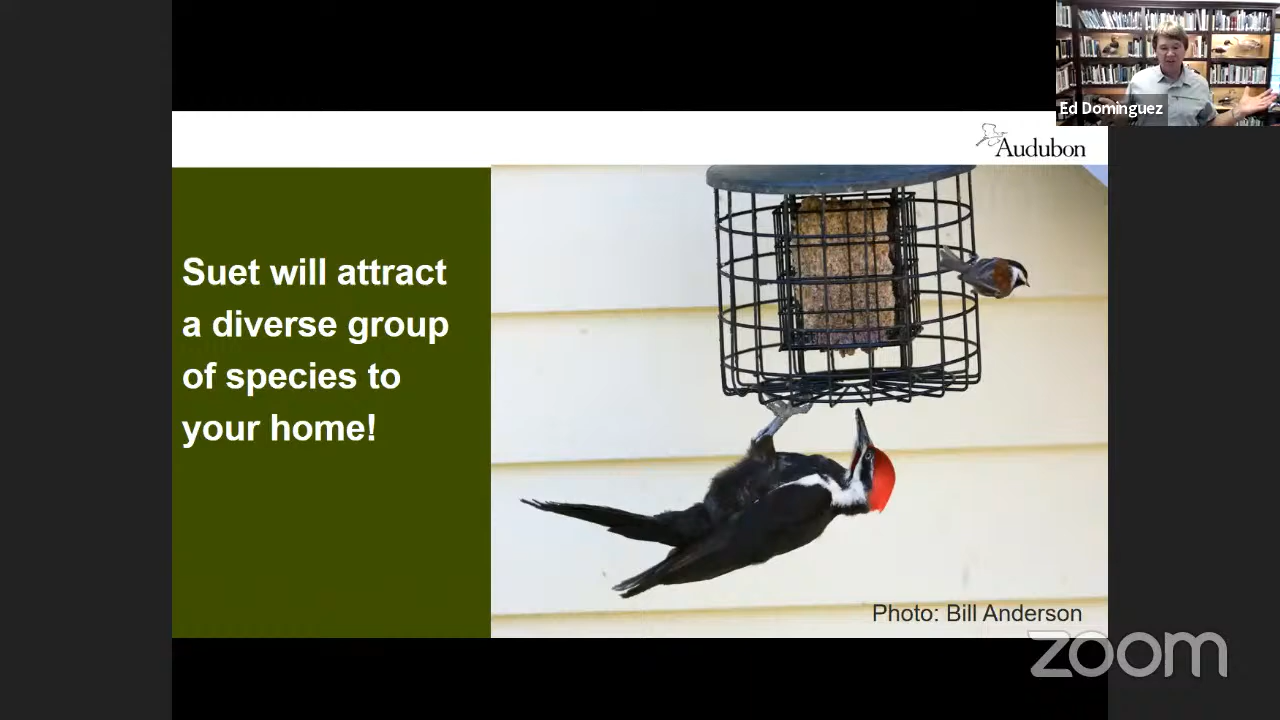 Ed Dominguez
Audubon
Suet will attract
a diverse group
of species to
your home!
Photo: Bill Anderson
zoom